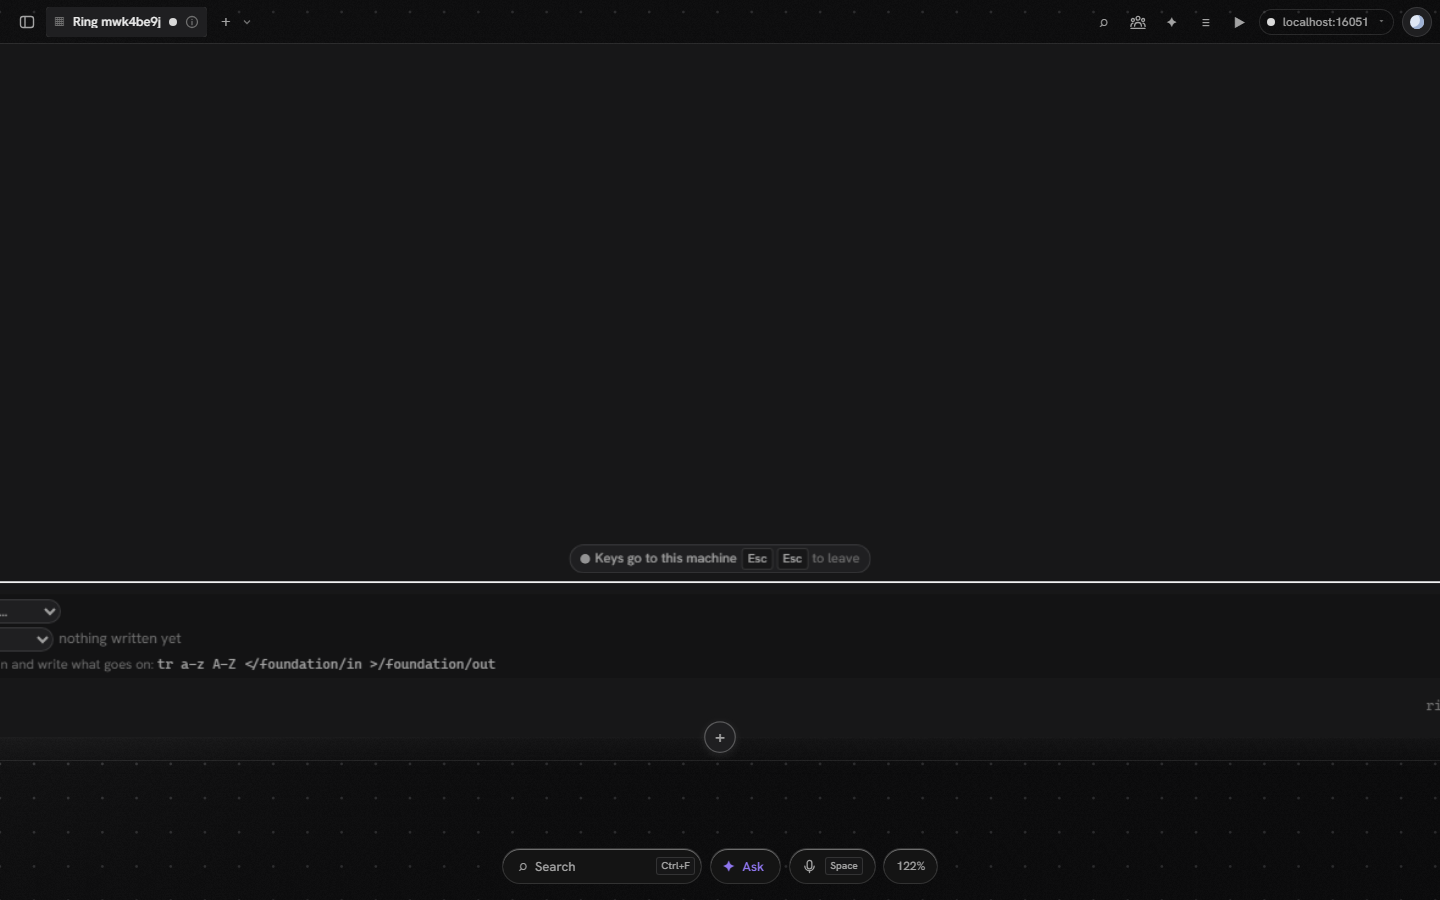 Ring mwk4be9j
localhost:16051
Keys go to this machine Esc Esc to leave
nothing written yet
n and write what goes on: tr a-z A-Z </foundation/in >/foundation/out
ri
Search Ctrl+F
Ask
Space
122%